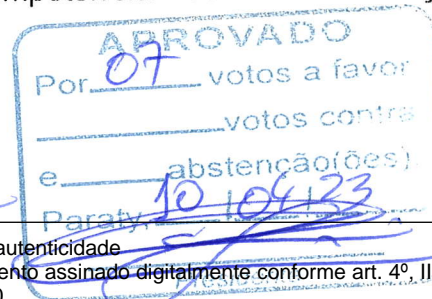 APROVADO
Por 07 votos a favor
votos contra
e abstenção(ões).
Paraty, 10 / 04 / 23
autenticidade
assinado digitalmente conforme art. 4º, II